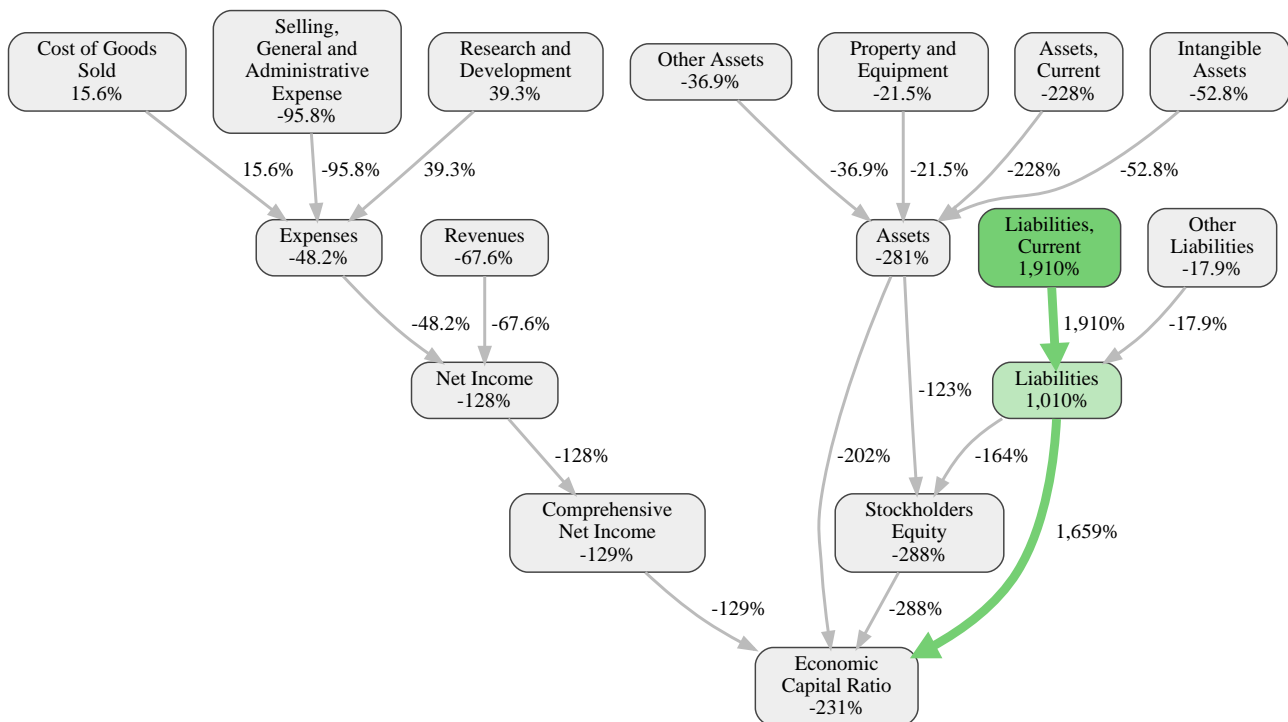 Cost of Goods
Sold
15.6%
Selling,
General and
Administrative
Expense
-95.8%
Research and
Development
39.3%
Other Assets
-36.9%
Property and
Equipment
-21.5%
Assets,
Current
-228%
Intangible
Assets
-52.8%
15.6%
-95.8%
39.3%
-36.9%
-21.5%
-228%
-52.8%
Expenses
-48.2%
Revenues
-67.6%
Assets
-281%
Liabilities,
Current
1,910%
Other
Liabilities
-17.9%
-48.2%
-67.6%
1,910%
-17.9%
Net Income
-128%
-123%
Liabilities
1,010%
-128%
-202%
-164%
Comprehensive
Net Income
-129%
Stockholders
Equity
-288%
1,659%
-129%
-288%
Economic
Capital Ratio
-231%